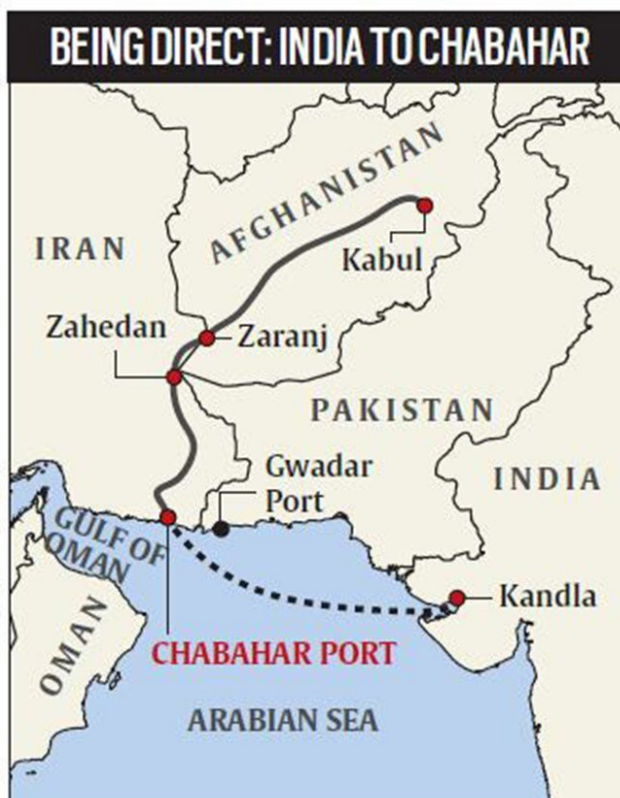 BEING DIRECT: INDIA TO CHABAHAR
AFGHANISTAN
IRAN
Kabul
Zahedan
Zaranj
PAKISTAN
Gwadar
Port
INDIA
GULF OF
OMAN
Kandla
OMAN
CHABAHAR PORT
ARABIAN SEA